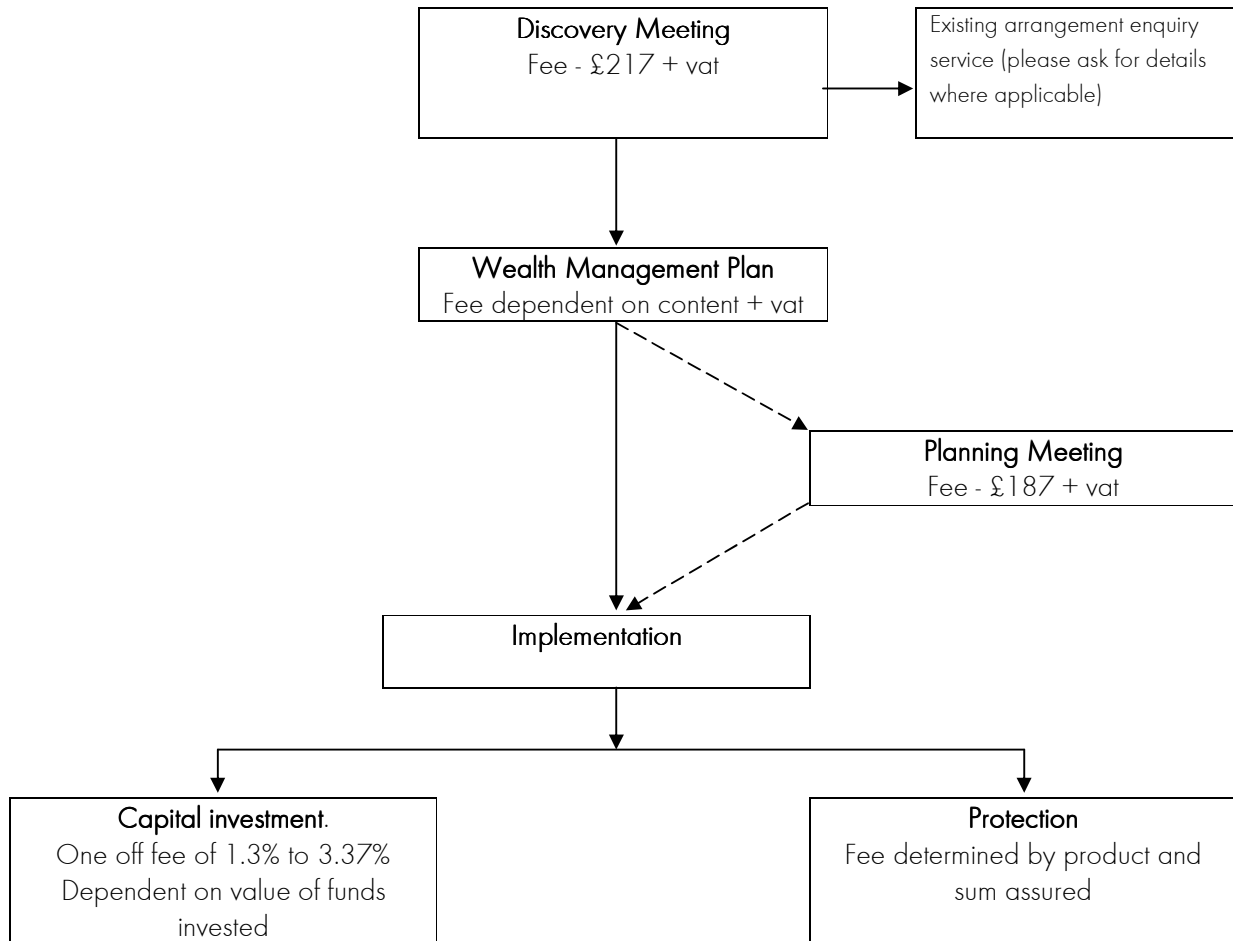 Discovery Meeting
Fee - £217 + vat
Existing arrangement enquiry
service (please ask for details
where applicable)
Wealth Management Plan
Fee dependent on content + vat
Planning Meeting
Fee - £187 + vat
Implementation
Capital investment.
One off fee of 1.3% to 3.37%
Dependent on value of funds
invested
Protection
Fee determined by product and
sum assured